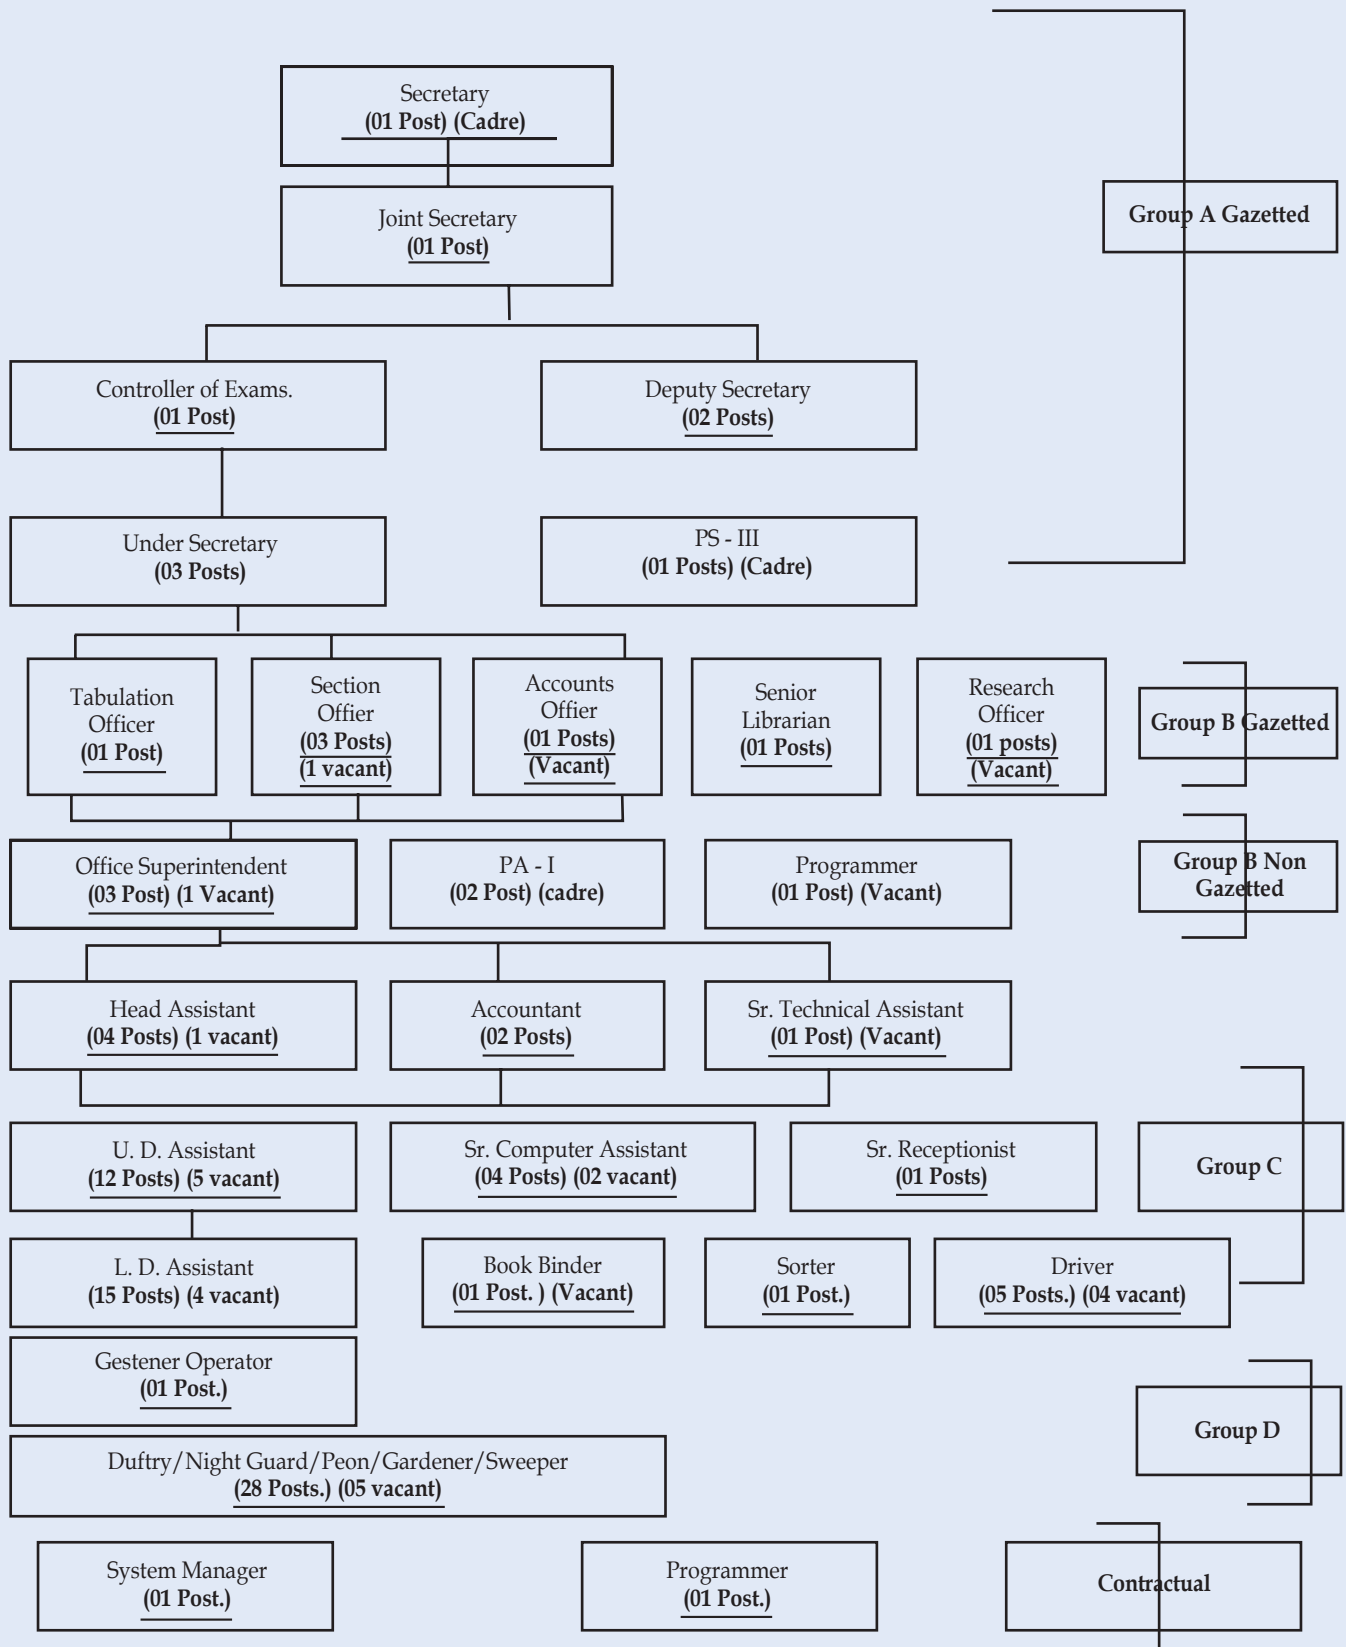 Secretary
(01 Post) (Cadre)
Joint Secretary
(01 Post)
Group A Gazetted
Controller of Exams.
(01 Post)
Deputy Secretary
(02 Posts)
Under Secretary
(03 Posts)
PS - III
(01 Posts) (Cadre)
Tabulation
Officer
(01 Post)
Section
Offier
(03 Posts)
(1 vacant)
Accounts
Offier
(01 Posts)
(Vacant)
Senior
Librarian
(01 Posts)
Research
Officer
(01 posts)
(Vacant)
Group B Gazetted
Office Superintendent
(03 Post) (1 Vacant)
PA - I
(02 Post) (cadre)
Programmer
(01 Post) (Vacant)
Group B Non
Gazetted
Head Assistant
(04 Posts) (1 vacant)
Accountant
(02 Posts)
Sr. Technical Assistant
(01 Post) (Vacant)
U. D. Assistant
(12 Posts) (5 vacant)
Sr. Computer Assistant
(04 Posts) (02 vacant)
Sr. Receptionist
(01 Posts)
Group C
L. D. Assistant
(15 Posts) (4 vacant)
Book Binder
(01 Post. ) (Vacant)
Sorter
(01 Post.)
Driver
(05 Posts.) (04 vacant)
Gestener Operator
(01 Post.)
Group D
Duftry/Night Guard/Peon/Gardener/Sweeper
(28 Posts.) (05 vacant)
System Manager
(01 Post.)
Programmer
(01 Post.)
Contractual